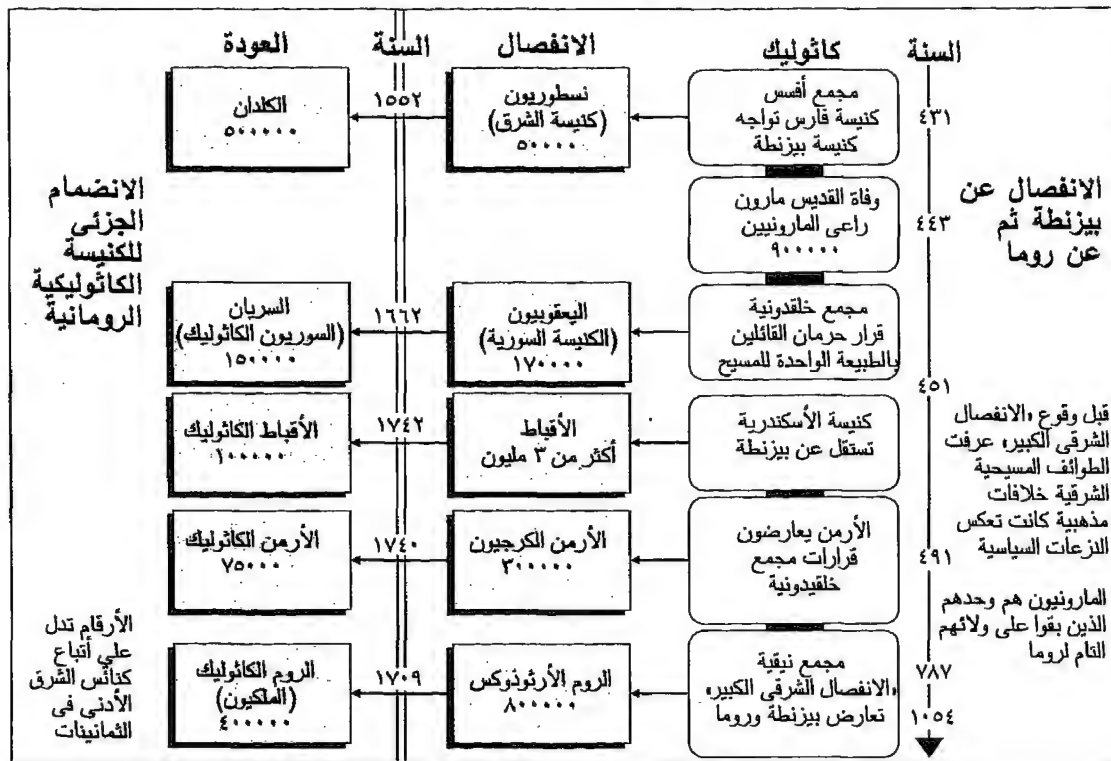 السنة
كاثوليك
الانفصال
السنة
العودة
٤٣١
مجمع أفسس
كنيسة فارس تواجه
كنيسة بيزنطة
نسطوريون
(كنيسة الشرق)
٥٠٠٠٠
١٥٥٢
الكلدان
٥٠٠٠٠٠
الانفصال عن
بيزنطة ثم
عن روما
٤٤٣
وفاة القديس مارون
راعى المارونيين
٩٠٠٠٠٠
الانضمام
الجزئى
للكنيسة
الكاثوليكية
الرومانية
مجمع خلقدونية
قرار حرمان القائلين
بالطبيعة الواحدة للمسيح
اليعقوبيون
(الكنيسة السورية)
١٧٠٠٠٠
١٦٦٢
السريان
(السوريون الكاثوليك)
١٥٠٠٠٠
٤٥١
كنيسة الأسكندرية
تستقل عن بيزنطة
الأقباط
أكثر من ٣ مليون
١٧٤٢
الأقباط الكاثوليك
١٠٠٠٠٠
قبل وقوع «الانفصال
الشرقى الكبير» عرفت
الطوائف المسيحية
الشرقية خلافات
مذهبية كانت تعكس
النزعات السياسية
٤٩١
الأرمن يعارضون
قرارات مجمع
خلقيدونية
الأرمن الكرجيون
٣٠٠٠٠٠
١٧٤٠
الأرمن الكاثوليك
٧٥٠٠٠
المارونيون هم وحدهم
الذين بقوا على ولائهم
التام لروما
٧٨٧
١٠٥٤
مجمع نيقية
«الانفصال الشرقى الكبير»
تعارض بيزنطة وروما
الروم الأرثوذوكس
٨٠٠٠٠٠
١٧٠٩
الروم الكاثوليك
(الملكيون)
٤٠٠٠٠٠
الأرقام تدل
على أتباع
كنائس الشرق
الأدنى فى
الثمانينات